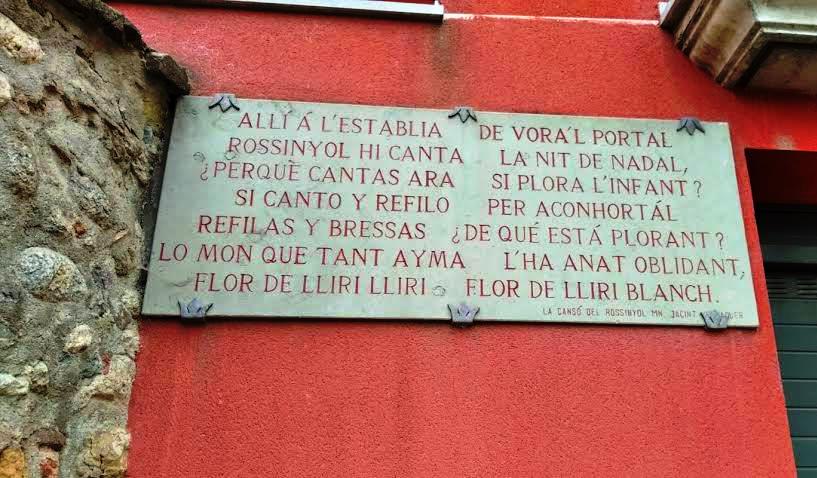 ALLÍ Á L'ESTABLIA DE VORA'L PORTAL
ROSSINYOL HI CANTA LA NIT DE NADAL,
¿PERQUÈ CANTAS ARA SI PLORA L'INFANT?
SI CANTO Y REFILO PER ACONHORTÁL
REFILAS Y BRESSAS ¿DE QUÉ ESTÁ PLORANT?
LO MON QUE TANT AYMA L'HA ANAT OBLIDANT,
FLOR DE LLIRI LLIRI FLOR DE LLIRI BLANCH.
LA CANSÓ DEL ROSSINYOL MN. JACINT